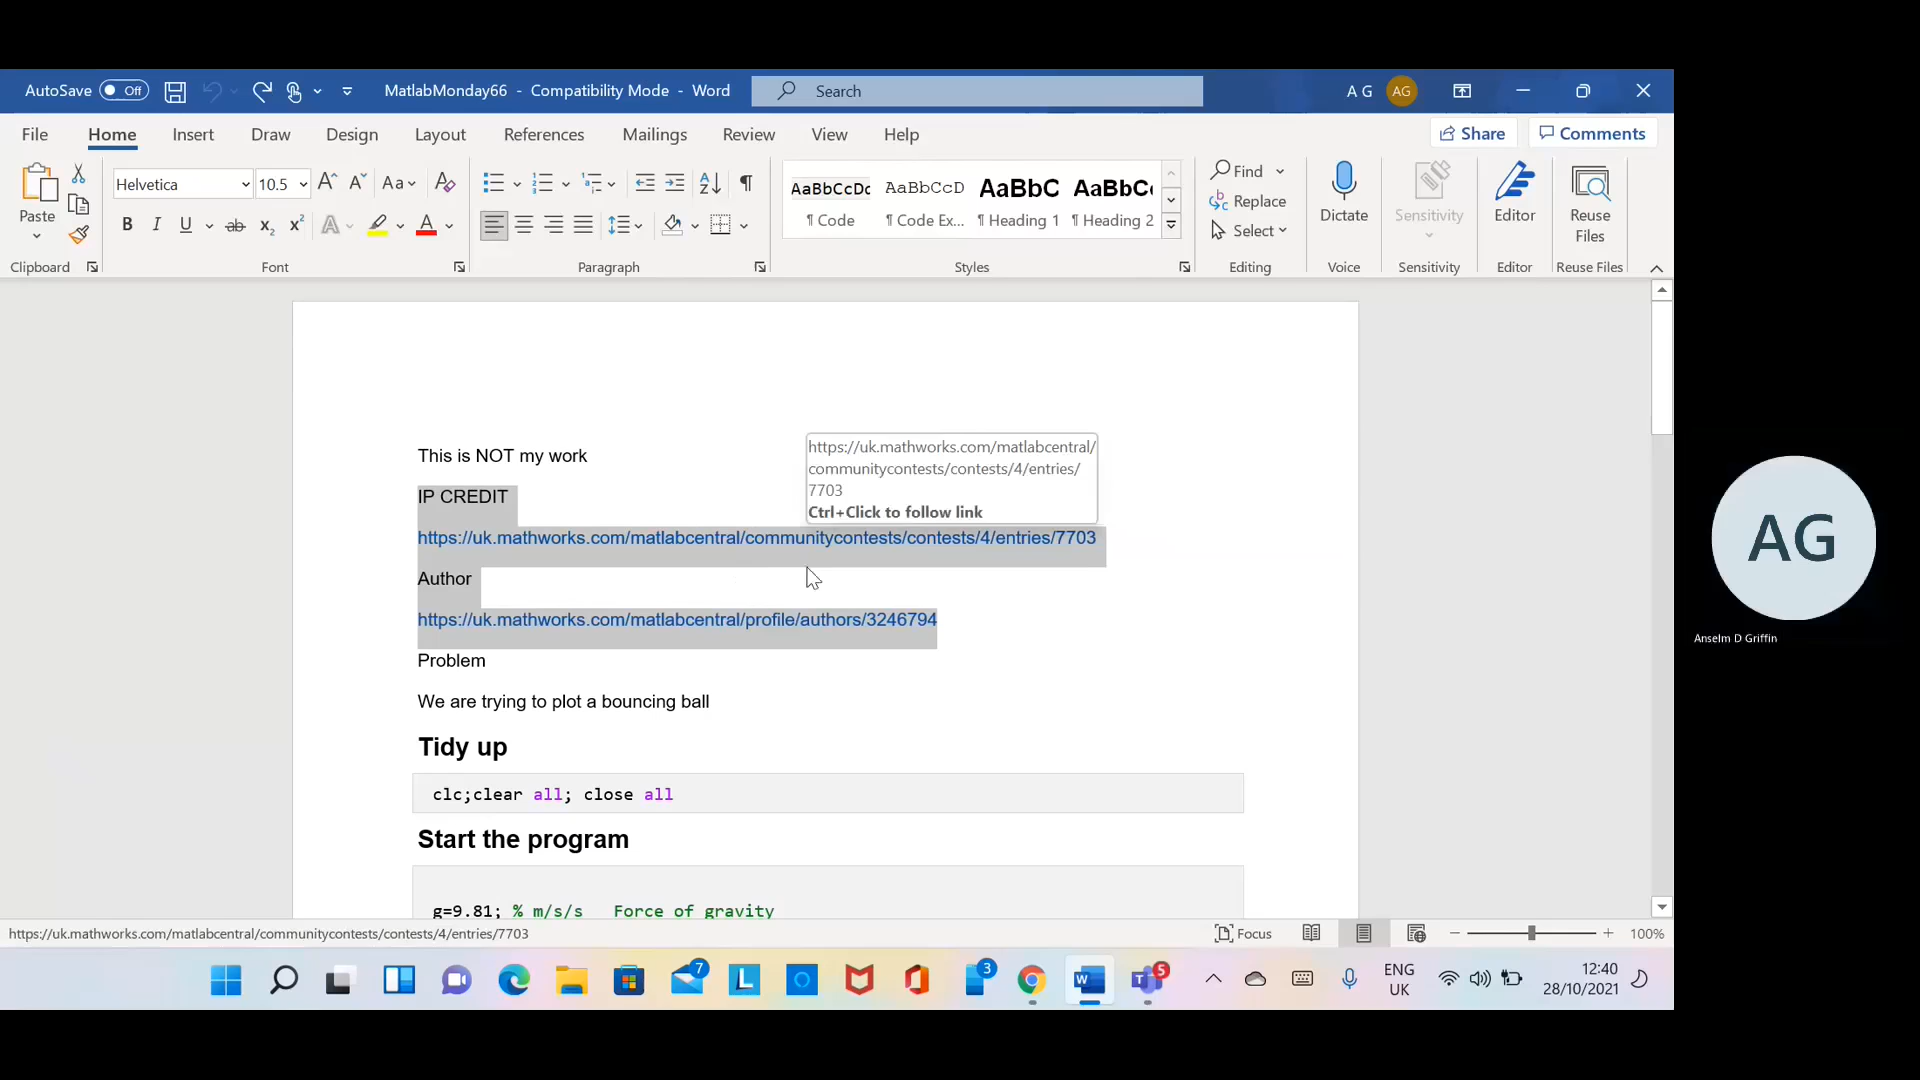 AutoSave Off MatlabMonday66 - Compatibility Mode - Word Search A G AG
File Home Insert Draw Design Layout References Mailings Review View Help Share Comments
Paste
Helvetica 10.5 Aa
B I U ab x₂ x² A A
AaBbCcDc AaBbCcD AaBbC AaBbC
¶ Code ¶ Code Ex... ¶ Heading 1 ¶ Heading 2
Find
Replace
Select
Dictate
Sensitivity
Editor
Reuse
Files
Clipboard Font Paragraph Styles Editing Voice Sensitivity Editor Reuse Files
This is NOT my work
https://uk.mathworks.com/matlabcentral/
communitycontests/contests/4/entries/
7703
Ctrl+Click to follow link
IP CREDIT
https://uk.mathworks.com/matlabcentral/communitycontests/contests/4/entries/7703
Author
https://uk.mathworks.com/matlabcentral/profile/authors/3246794
Problem
We are trying to plot a bouncing ball
Tidy up
clc;clear all; close all
Start the program
g=9.81; % m/s/s Force of gravity
AG
Anselm D Griffin
https://uk.mathworks.com/matlabcentral/communitycontests/contests/4/entries/7703 Focus 100%
7 3 5
ENG
UK
12:40
28/10/2021